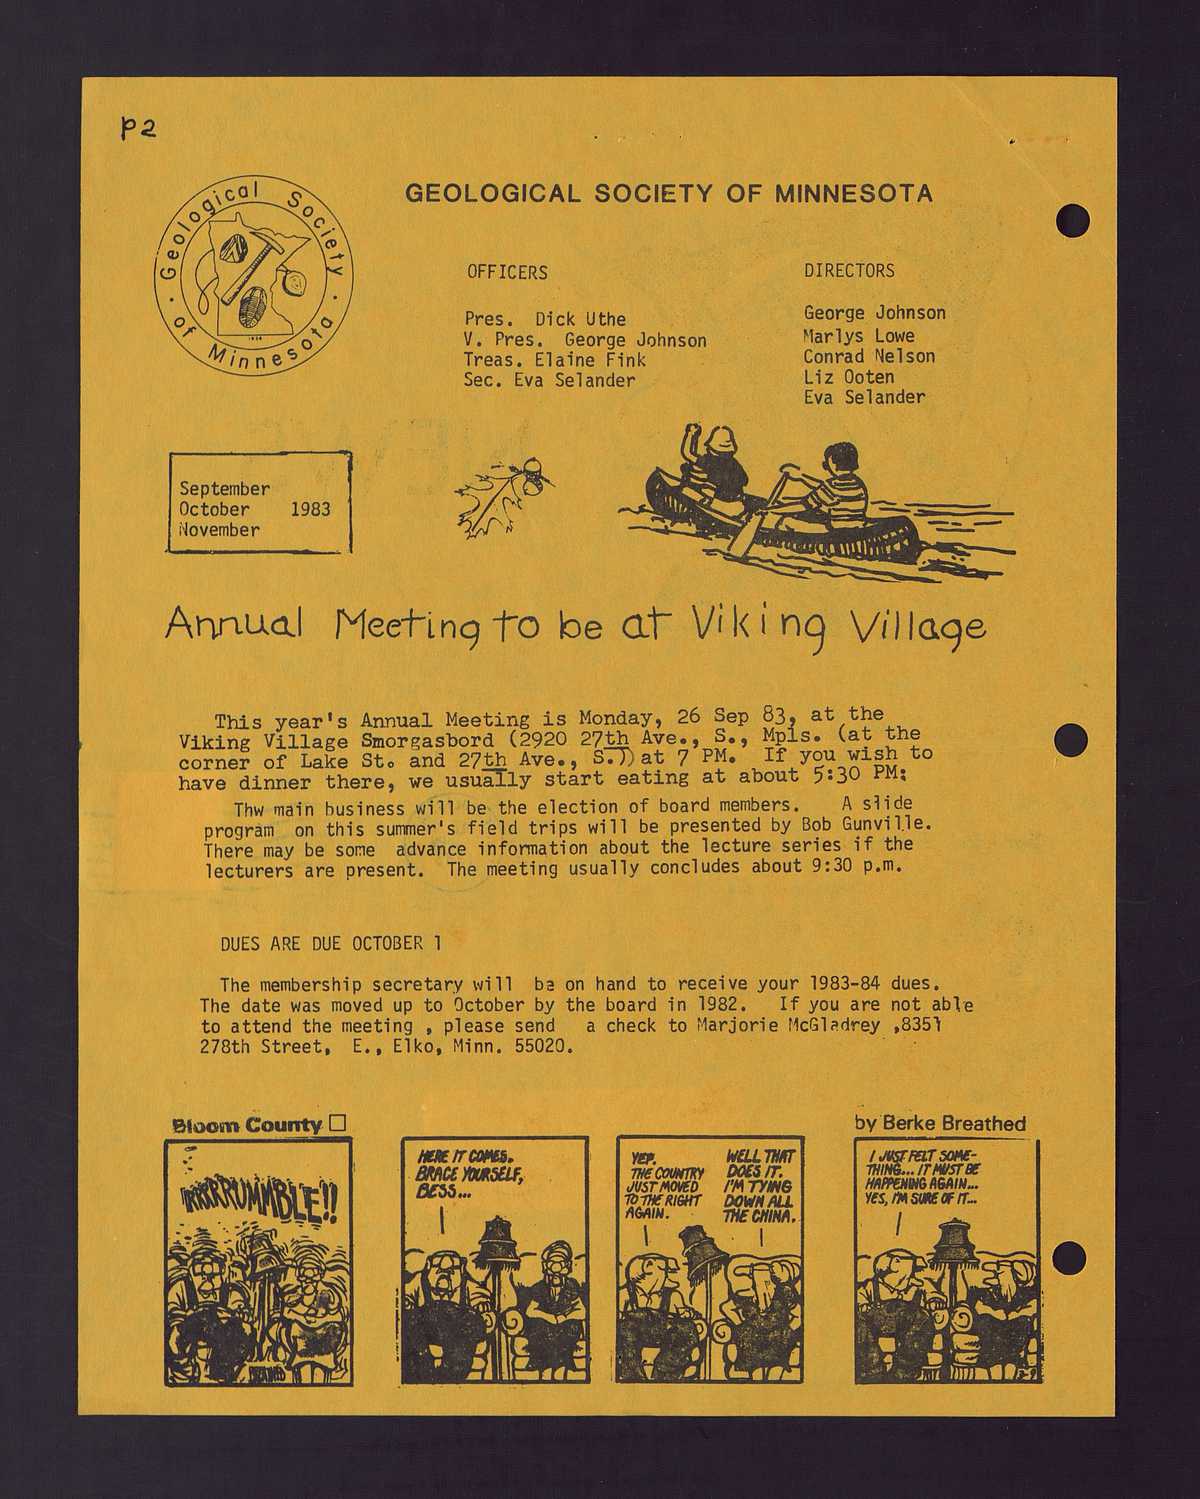 P2
Geological Society of Minnesota
1938
GEOLOGICAL SOCIETY OF MINNESOTA
OFFICERS
Pres. Dick Uthe
V. Pres. George Johnson
Treas. Elaine Fink
Sec. Eva Selander
DIRECTORS
George Johnson
Marlys Lowe
Conrad Nelson
Liz Ooten
Eva Selander
September
October 1983
November
Annual Meeting to be at Viking Village
This year's Annual Meeting is Monday, 26 Sep 83, at the
Viking Village Smorgasbord (2920 27th Ave., S., Mpls. (at the
corner of Lake St. and 27th Ave., S.)) at 7 PM. If you wish to
have dinner there, we usually start eating at about 5:30 PM;
Thw main business will be the election of board members. A slide
program on this summer's field trips will be presented by Bob Gunville.
There may be some advance information about the lecture series if the
lecturers are present. The meeting usually concludes about 9:30 p.m.
DUES ARE DUE OCTOBER 1
The membership secretary will be on hand to receive your 1983-84 dues.
The date was moved up to October by the board in 1982. If you are not able
to attend the meeting , please send a check to Marjorie McGladrey ,8351
278th Street, E., Elko, Minn. 55020.
Bloom County
by Berke Breathed
RRRRRUMMMBLE!!
HERE IT COMES.
BRACE YOURSELF,
BESS...
YEP.
THE COUNTRY
JUST MOVED
TO THE RIGHT
AGAIN.
WELL THAT
DOES IT.
I'M TYING
DOWN ALL
THE CHINA.
I JUST FELT SOME-
THING... IT MUST BE
HAPPENING AGAIN...
YES, I'M SURE OF IT...